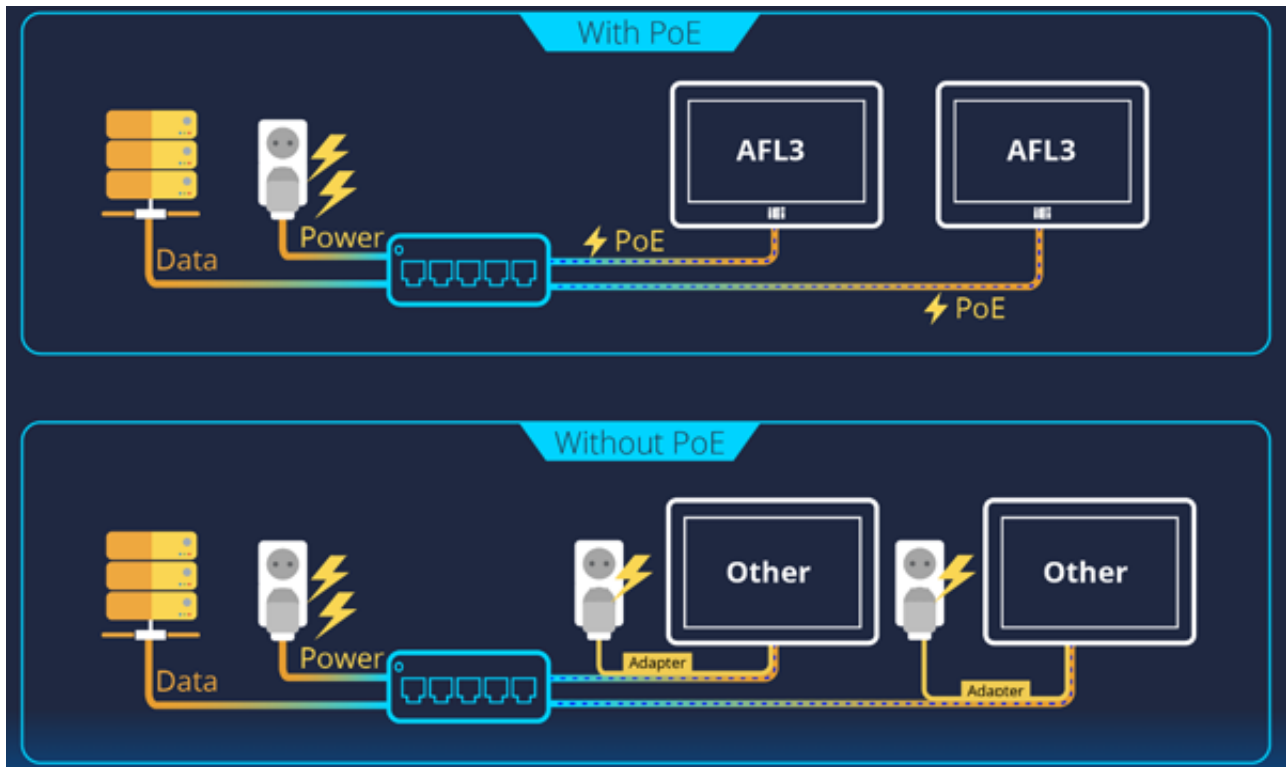 With PoE
AFL3
AFL3
Power
PoE
Data
PoE
Without PoE
Other
Other
Power
Adapter
Data
Adapter